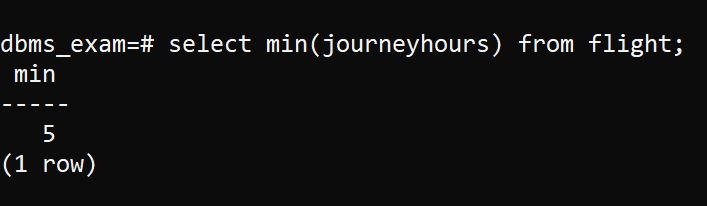 dbms_exam=# select min(journeyhours) from flight;
min
-----
5
(1 row)